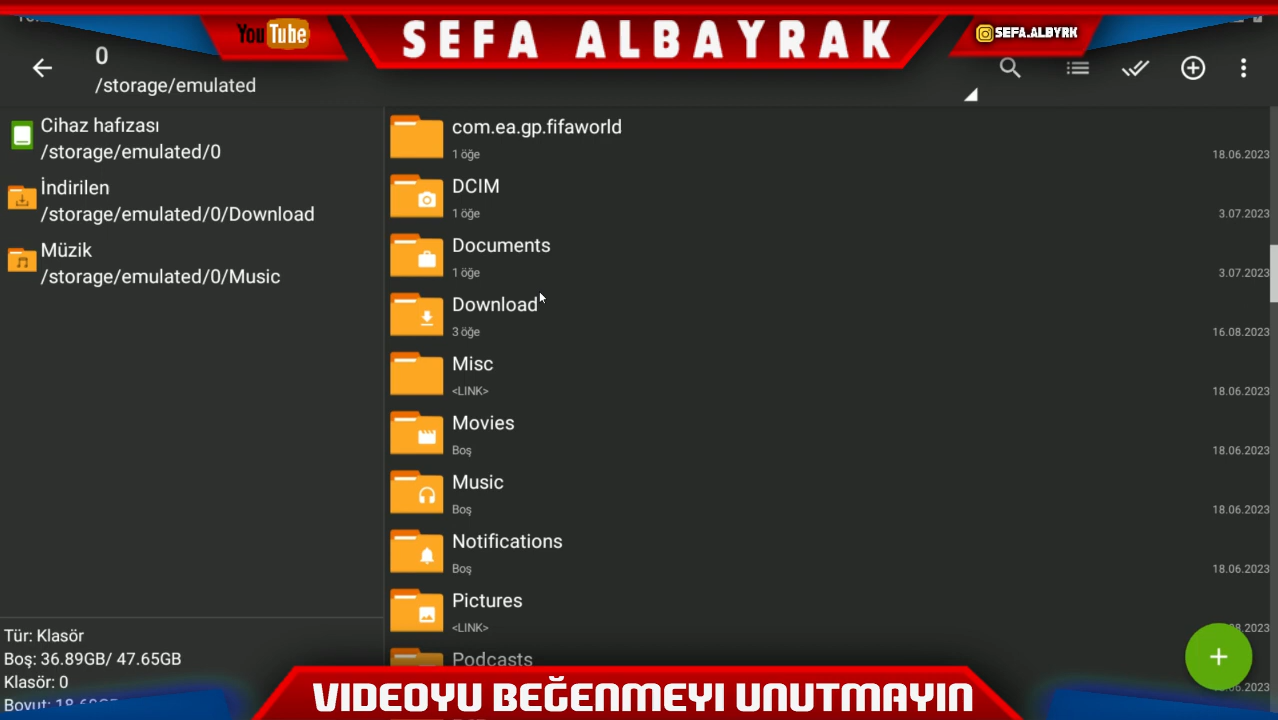 YouTube
SEFA ALBAYRAK
SEFA.ALBYRK
0
/storage/emulated
Cihaz hafızası
/storage/emulated/0
İndirilen
/storage/emulated/0/Download
Müzik
/storage/emulated/0/Music
com.ea.gp.fifaworld
1 öğe
18.06.2023
DCIM
1 öğe
3.07.2023
Documents
1 öğe
3.07.2023
Download
3 öğe
16.08.2023
Misc
<LINK>
18.06.2023
Movies
Boş
18.06.2023
Music
Boş
18.06.2023
Notifications
Boş
18.06.2023
Pictures
<LINK>
Podcasts
Tür: Klasör
Boş: 36.89GB/ 47.65GB
Klasör: 0
VIDEOYU BEĞENMEYI UNUTMAYIN